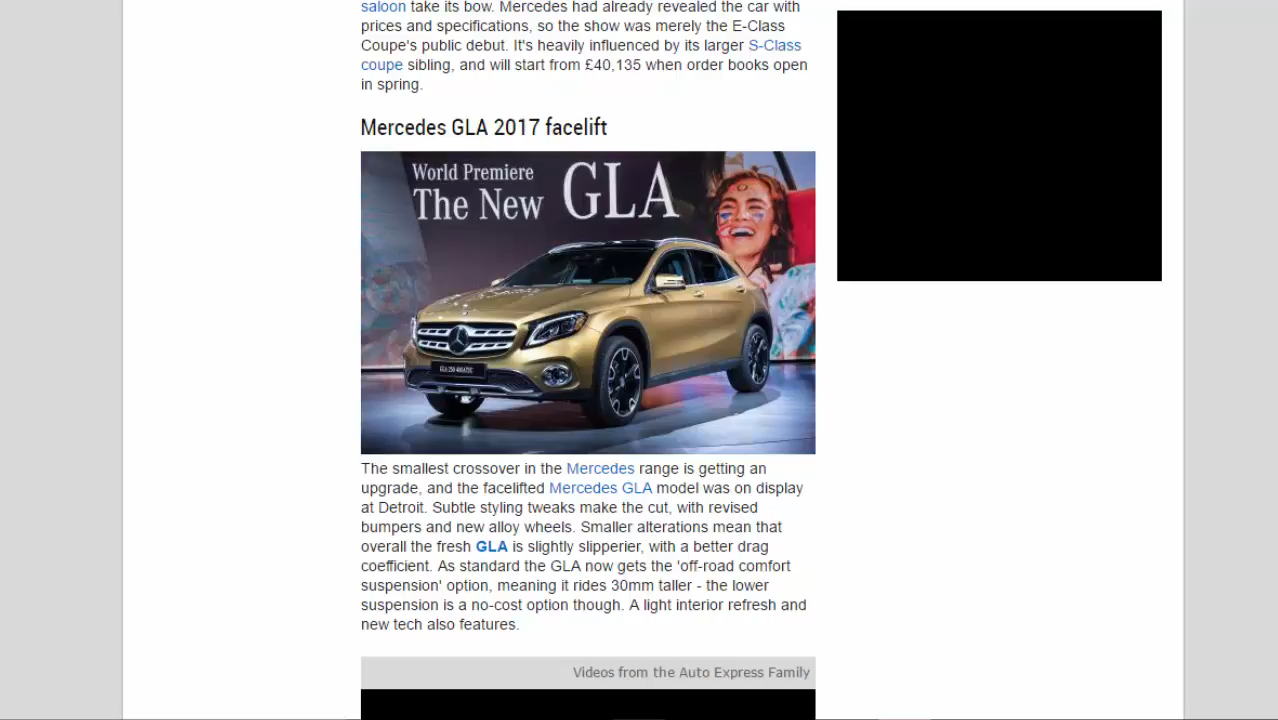 saloon take its bow. Mercedes had already revealed the car with
prices and specifications, so the show was merely the E-Class
Coupe's public debut. It's heavily influenced by its larger S-Class
coupe sibling, and will start from £40,135 when order books open
in spring.
Mercedes GLA 2017 facelift
World Premiere
The New GLA
GLA 250 4MATIC
The smallest crossover in the Mercedes range is getting an
upgrade, and the facelifted Mercedes GLA model was on display
at Detroit. Subtle styling tweaks make the cut, with revised
bumpers and new alloy wheels. Smaller alterations mean that
overall the fresh GLA is slightly slipperier, with a better drag
coefficient. As standard the GLA now gets the 'off-road comfort
suspension' option, meaning it rides 30mm taller - the lower
suspension is a no-cost option though. A light interior refresh and
new tech also features.
Videos from the Auto Express Family